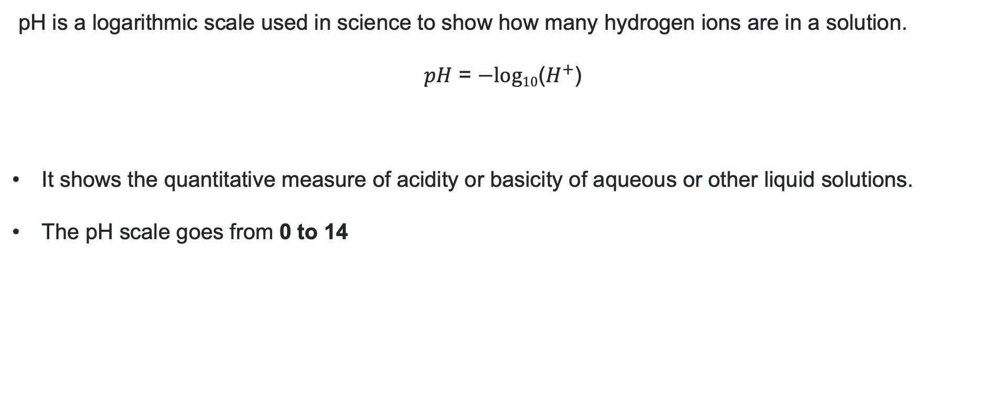 pH is a logarithmic scale used in science to show how many hydrogen ions are in a solution.
pH = −log₁₀(H⁺)
• It shows the quantitative measure of acidity or basicity of aqueous or other liquid solutions.
• The pH scale goes from 0 to 14